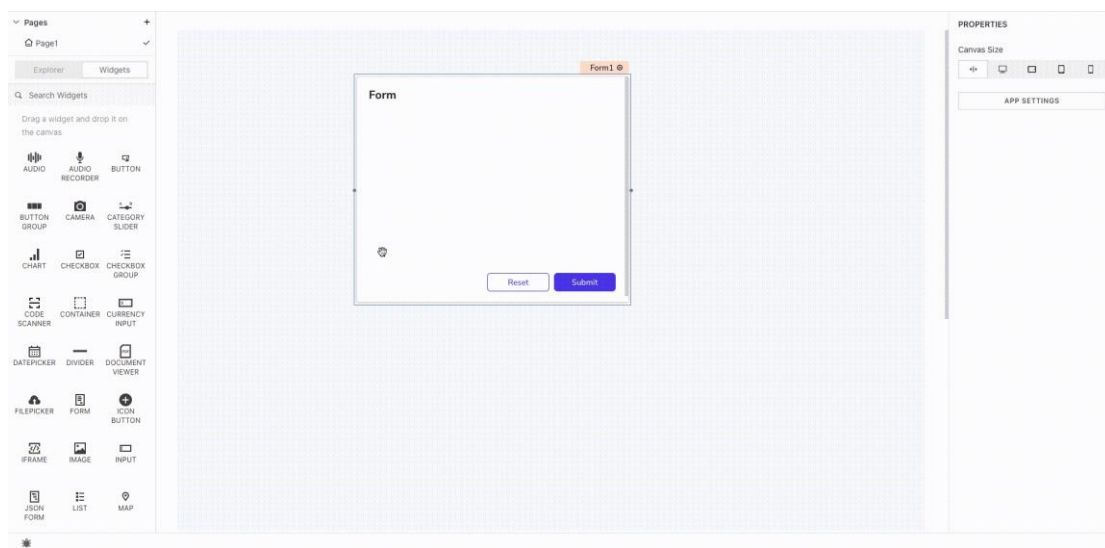 Pages
Page1
Explorer
Widgets
Search Widgets
Drag a widget and drop it on
the canvas
AUDIO
AUDIO
RECORDER
BUTTON
BUTTON
GROUP
CAMERA
CATEGORY
SLIDER
CHART
CHECKBOX
CHECKBOX
GROUP
CODE
SCANNER
CONTAINER
CURRENCY
INPUT
DATEPICKER
DIVIDER
DOCUMENT
VIEWER
FILEPICKER
FORM
ICON
BUTTON
IFRAME
IMAGE
INPUT
JSON
FORM
LIST
MAP
Form1
Form
Reset
Submit
PROPERTIES
Canvas Size
APP SETTINGS